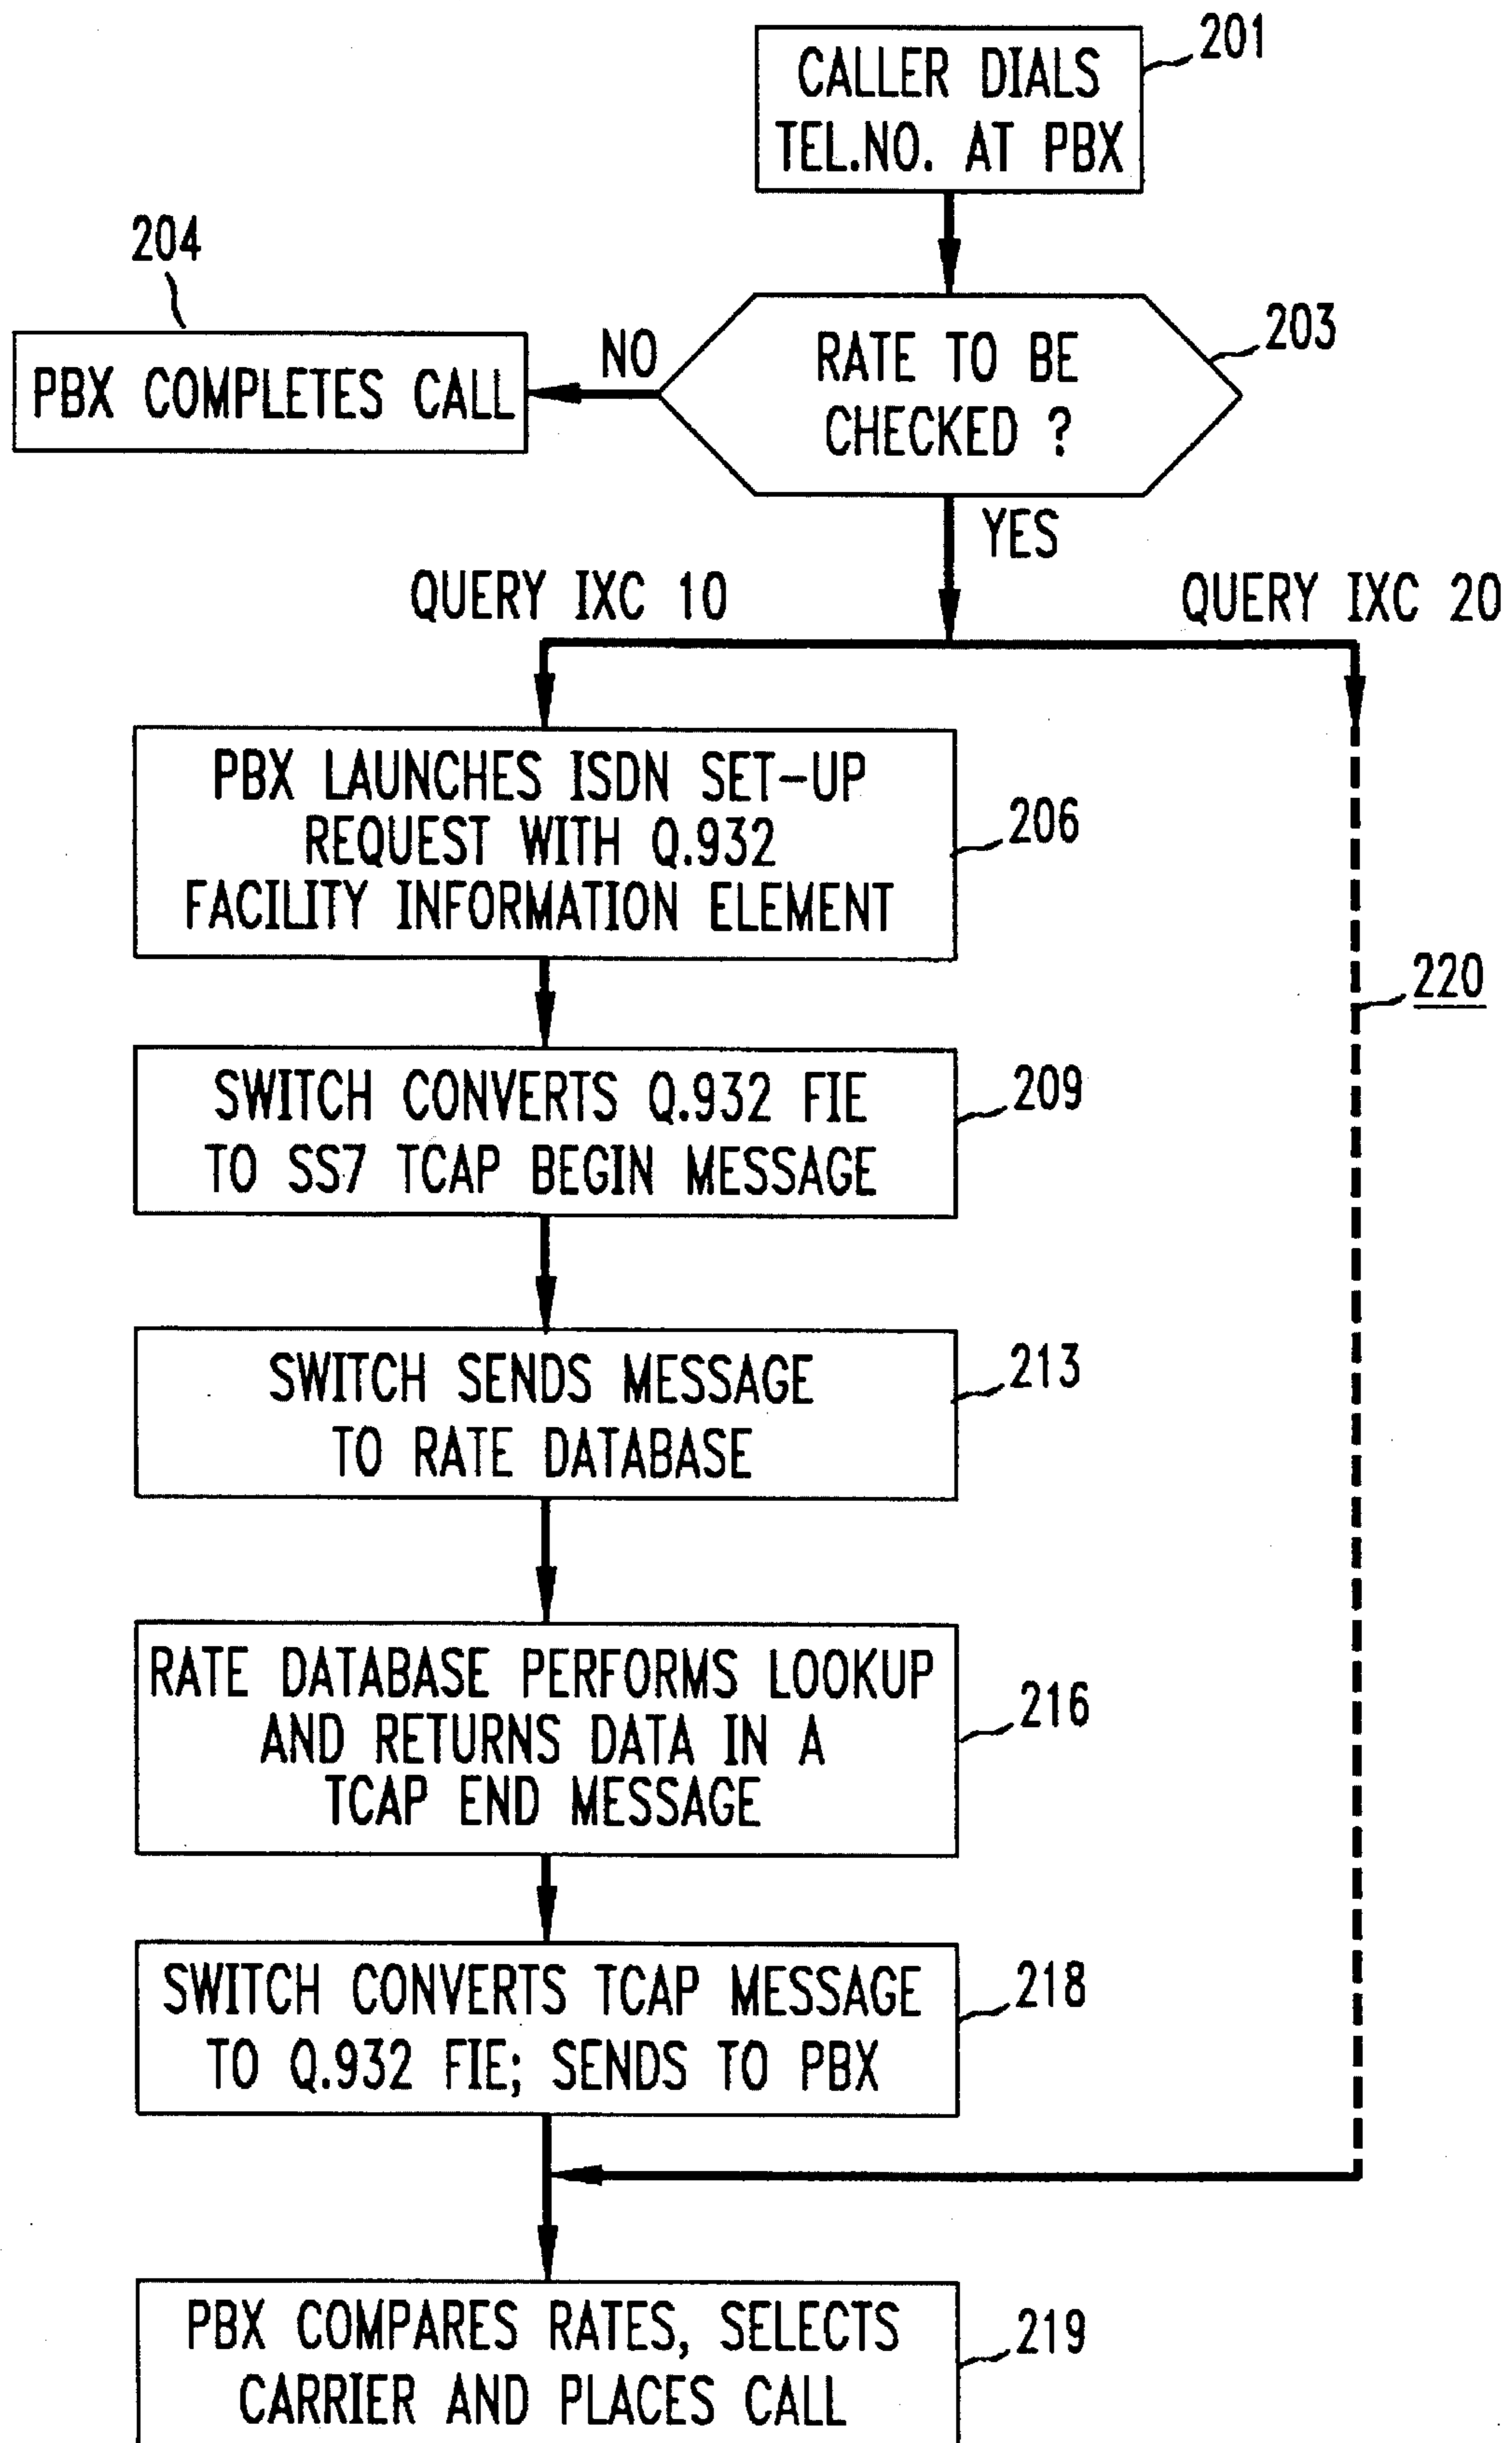 201
CALLER DIALS
TEL.NO. AT PBX
204
PBX COMPLETES CALL
NO
RATE TO BE
CHECKED ?
203
YES
QUERY IXC 10
QUERY IXC 20
PBX LAUNCHES ISDN SET-UP
REQUEST WITH Q.932
FACILITY INFORMATION ELEMENT
206
220
SWITCH CONVERTS Q.932 FIE
TO SS7 TCAP BEGIN MESSAGE
209
SWITCH SENDS MESSAGE
TO RATE DATABASE
213
RATE DATABASE PERFORMS LOOKUP
AND RETURNS DATA IN A
TCAP END MESSAGE
216
SWITCH CONVERTS TCAP MESSAGE
TO Q.932 FIE; SENDS TO PBX
218
PBX COMPARES RATES, SELECTS
CARRIER AND PLACES CALL
219